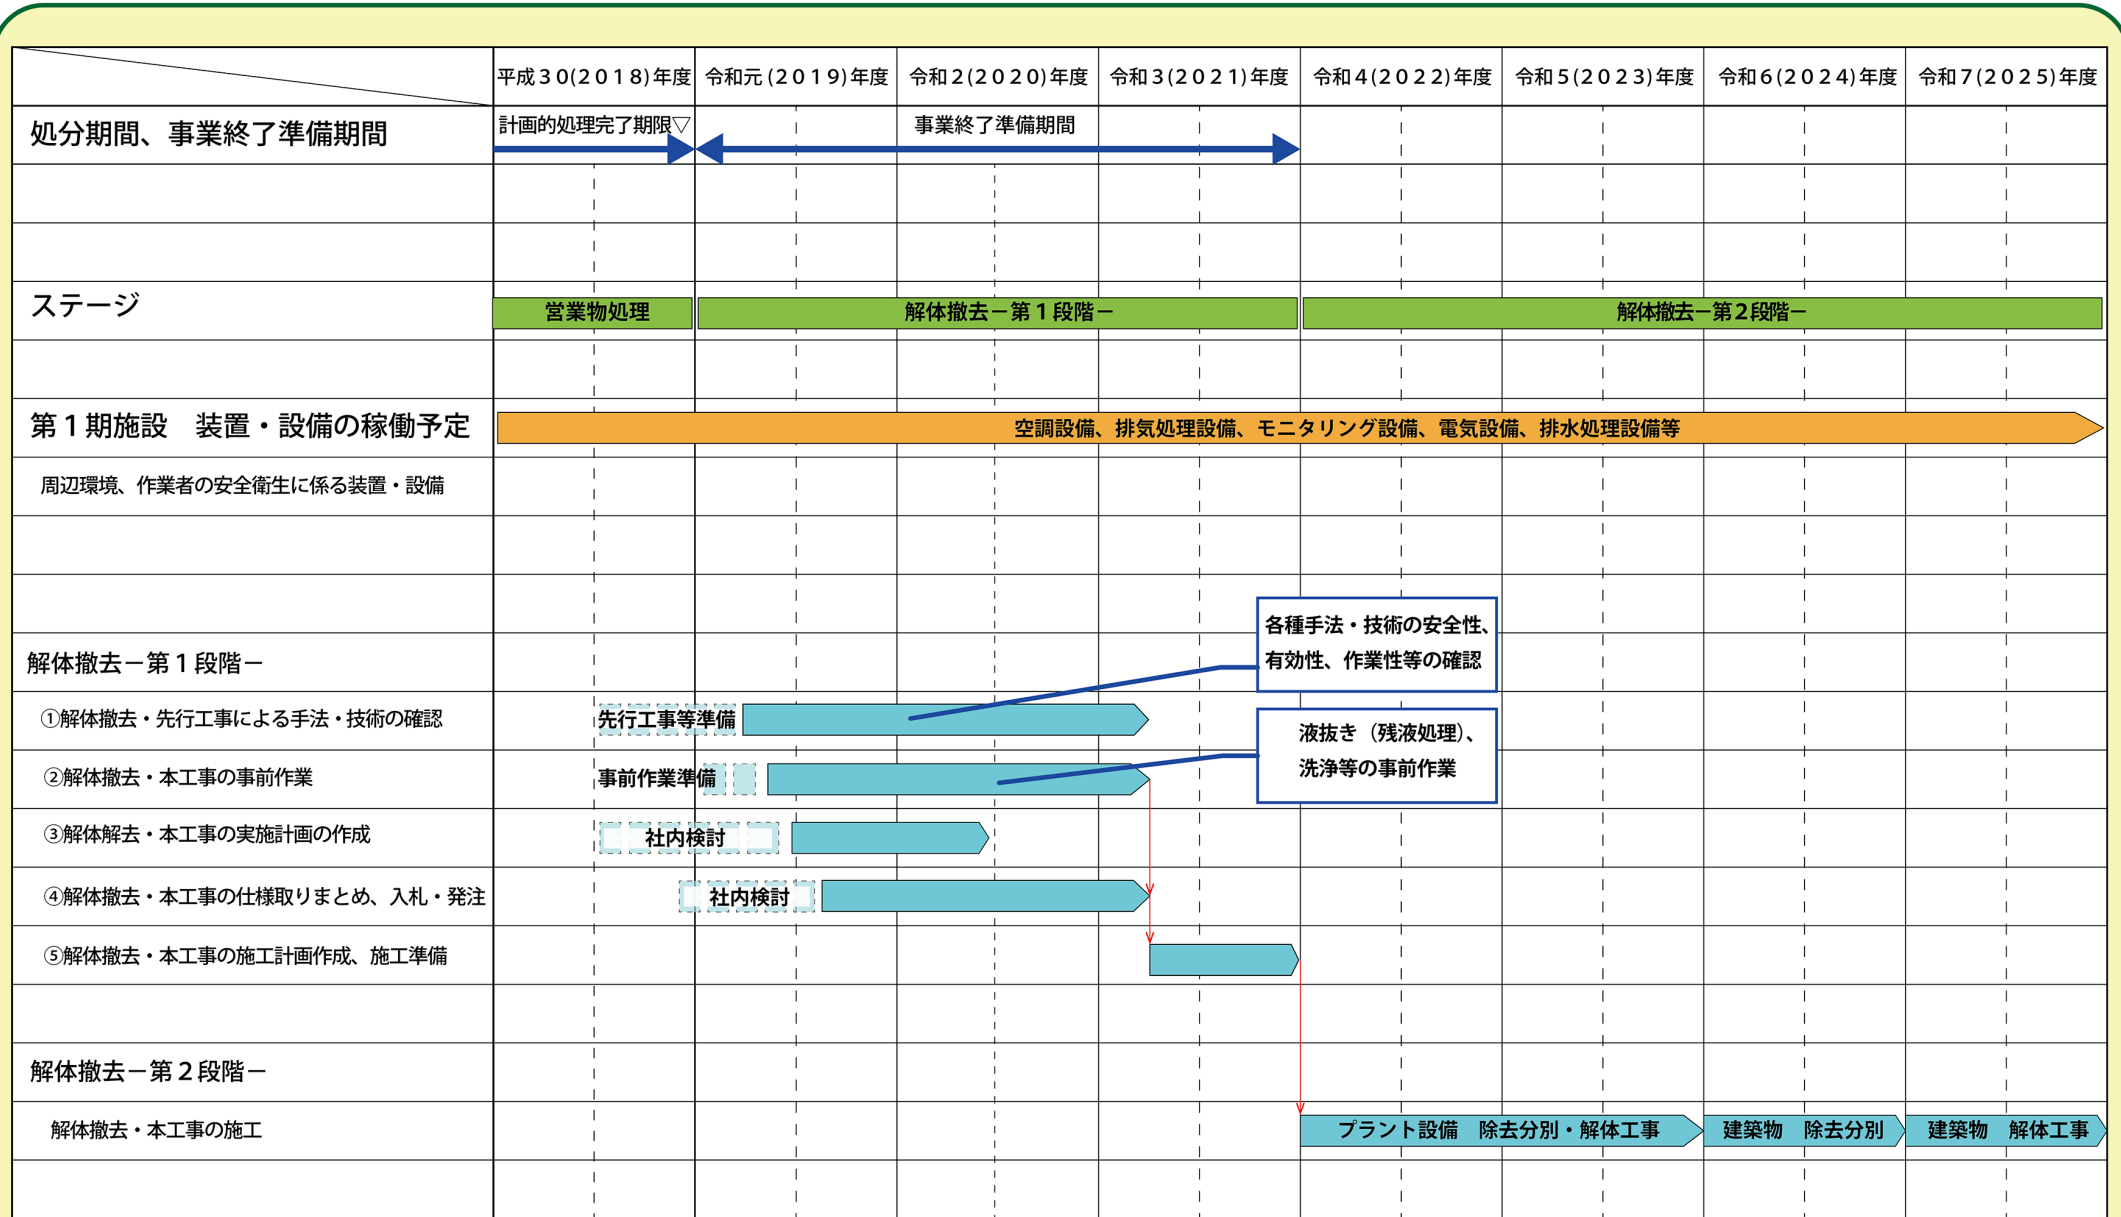 平成３０(２０１８)年度 令和元(２０１９)年度 令和２(２０２０)年度 令和３(２０２１)年度 令和４(２０２２)年度 令和５(２０２３)年度 令和６(２０２４)年度 令和７(２０２５)年度
処分期間、事業終了準備期間
計画的処理完了期限▽
事業終了準備期間
ステージ
営業物処理
解体撤去－第１段階－
解体撤去－第２段階－
第１期施設　装置・設備の稼働予定
空調設備、排気処理設備、モニタリング設備、電気設備、排水処理設備等
周辺環境、作業者の安全衛生に係る装置・設備
各種手法・技術の安全性、
有効性、作業性等の確認
解体撤去－第１段階－
①解体撤去・先行工事による手法・技術の確認
先行工事等準備
液抜き（残液処理）、
洗浄等の事前作業
②解体撤去・本工事の事前作業
事前作業準備
③解体解去・本工事の実施計画の作成
社内検討
④解体撤去・本工事の仕様取りまとめ、入札・発注
社内検討
⑤解体撤去・本工事の施工計画作成、施工準備
解体撤去－第２段階－
解体撤去・本工事の施工
プラント設備　除去分別・解体工事
建築物　除去分別
建築物　解体工事